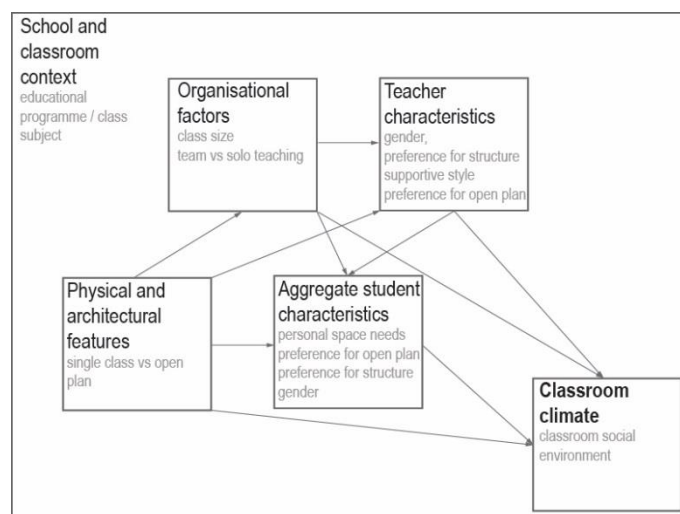 School and
classroom
context
educational
programme / class
subject
Organisational
factors
class size
team vs solo teaching
Teacher
characteristics
gender,
preference for structure
supportive style
preference for open plan
Physical and
architectural
features
single class vs open
plan
Aggregate student
characteristics
personal space needs
preference for open plan
preference for structure
gender
Classroom
climate
classroom social
environment